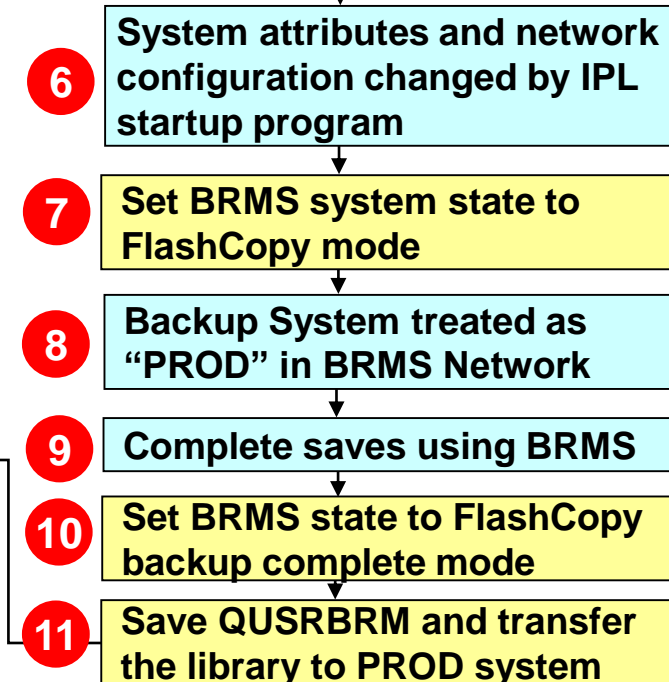 6
System attributes and network
configuration changed by IPL
startup program
7
Set BRMS system state to
FlashCopy mode
8
Backup System treated as
“PROD” in BRMS Network
9
Complete saves using BRMS
10
Set BRMS state to FlashCopy
backup complete mode
11
Save QUSRBRM and transfer
the library to PROD system